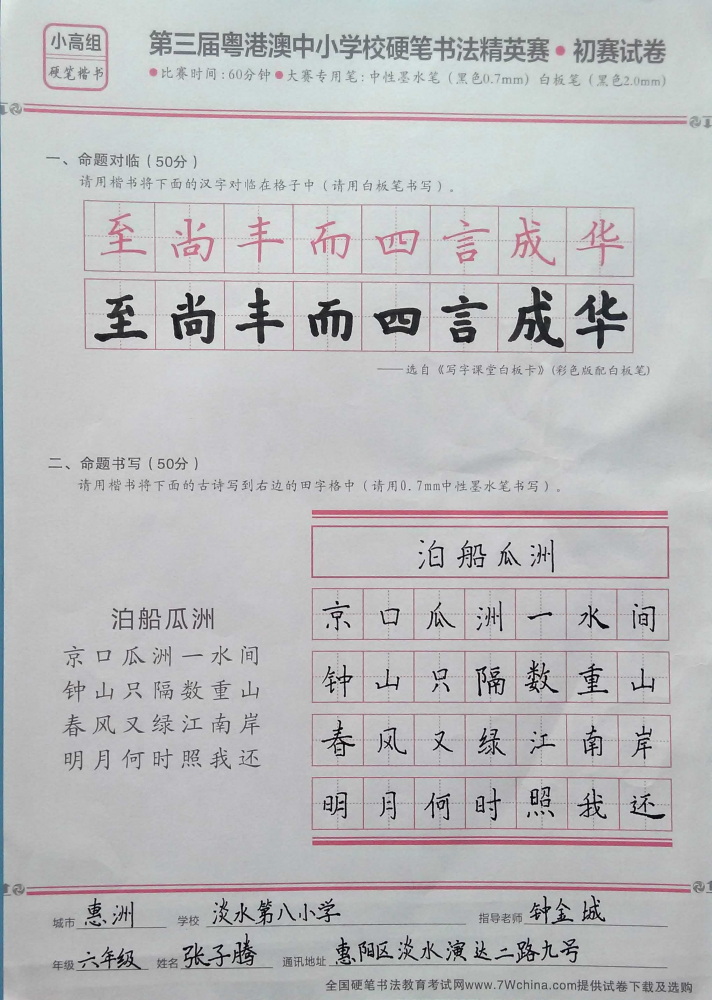 小高组
硬笔楷书
第三届粤港澳中小学校硬笔书法精英赛●初赛试卷
●比赛时间:60分钟●大赛专用笔:中性墨水笔(黑色0.7mm) 白板笔(黑色2.0mm)
一、命题对临(50分)
请用楷书将下面的汉字对临在格子中(请用白板笔书写)。
至尚丰而四言成华
至尚丰而四言成华
——选自《写字课堂白板卡》(彩色版配白板笔)
二、命题书写(50分)
请用楷书将下面的古诗写到右边的田字格中(请用0.7mm中性墨水笔书写)。
泊船瓜洲
京口瓜洲一水间
钟山只隔数重山
春风又绿江南岸
明月何时照我还
泊船瓜洲
京口瓜洲一水间
钟山只隔数重山
春风又绿江南岸
明月何时照我还
城市 惠洲 学校 淡水第八小学 指导老师 钟金城
年级 六年级 姓名 张子腾 通讯地址 惠阳区淡水演达二路九号
全国硬笔书法教育考试网www.7Wchina.com提供试卷下载及选购